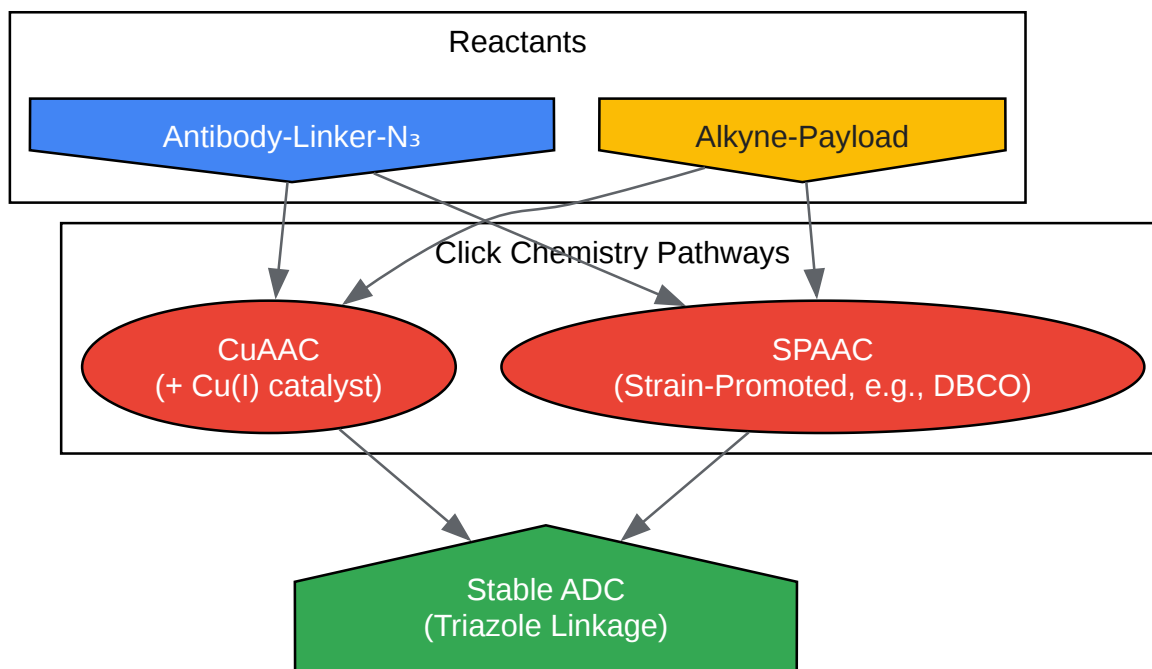 Reactants
Antibody-Linker-N₃
Alkyne-Payload
Click Chemistry Pathways
CuAAC
(+ Cu(I) catalyst)
SPAAC
(Strain-Promoted, e.g., DBCO)
Stable ADC
(Triazole Linkage)